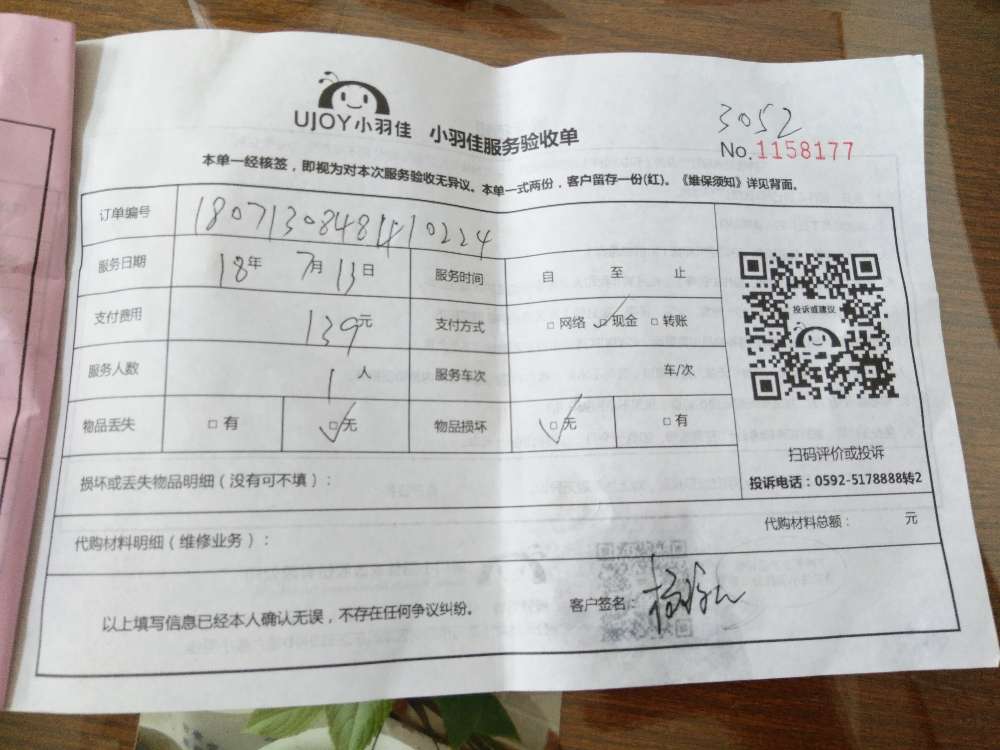 UJOY小羽佳 小羽佳服务验收单
3052
No.1158177
本单一经核签，即视为对本次服务验收无异议。本单一式两份，客户留存一份(红)。《维保须知》详见背面。
订单编号
服务日期 18年 7月 13日 服务时间 自 至 止
支付费用 139元 支付方式 □ 网络 ✓□ 现金 □ 转账
服务人数 1 人 服务车次 车/次
物品丢失 □ 有 ✓□ 无 物品损坏 ✓□ 无 □ 有
损坏或丢失物品明细（没有可不填）：
代购材料明细（维修业务）： 代购材料总额： 元
以上填写信息已经本人确认无误，不存在任何争议纠纷。 客户签名：
投诉或建议
扫码评价或投诉
投诉电话：0592-5178888转2